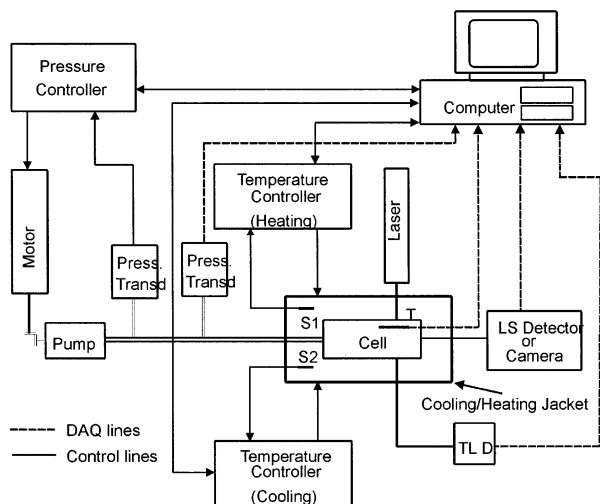 Pressure
Controller
Computer
Temperature
Controller
(Heating)
Laser
Motor
Press.
Transd
Press.
Transd
S1
T
LS Detector
or
Camera
Pump
Cell
S2
Cooling/Heating Jacket
DAQ lines
Control lines
TL D.
Temperature
Controller
(Cooling)